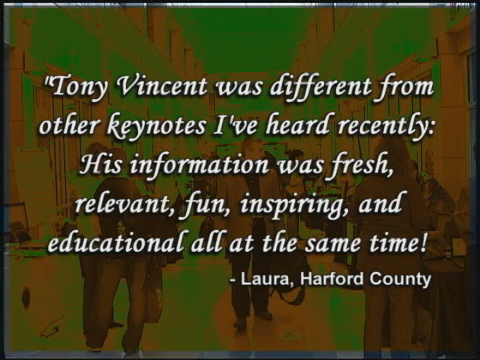 "Tony Vincent was different from
other keynotes I've heard recently:
His information was fresh,
relevant, fun, inspiring, and
educational all at the same time!
- Laura, Harford County